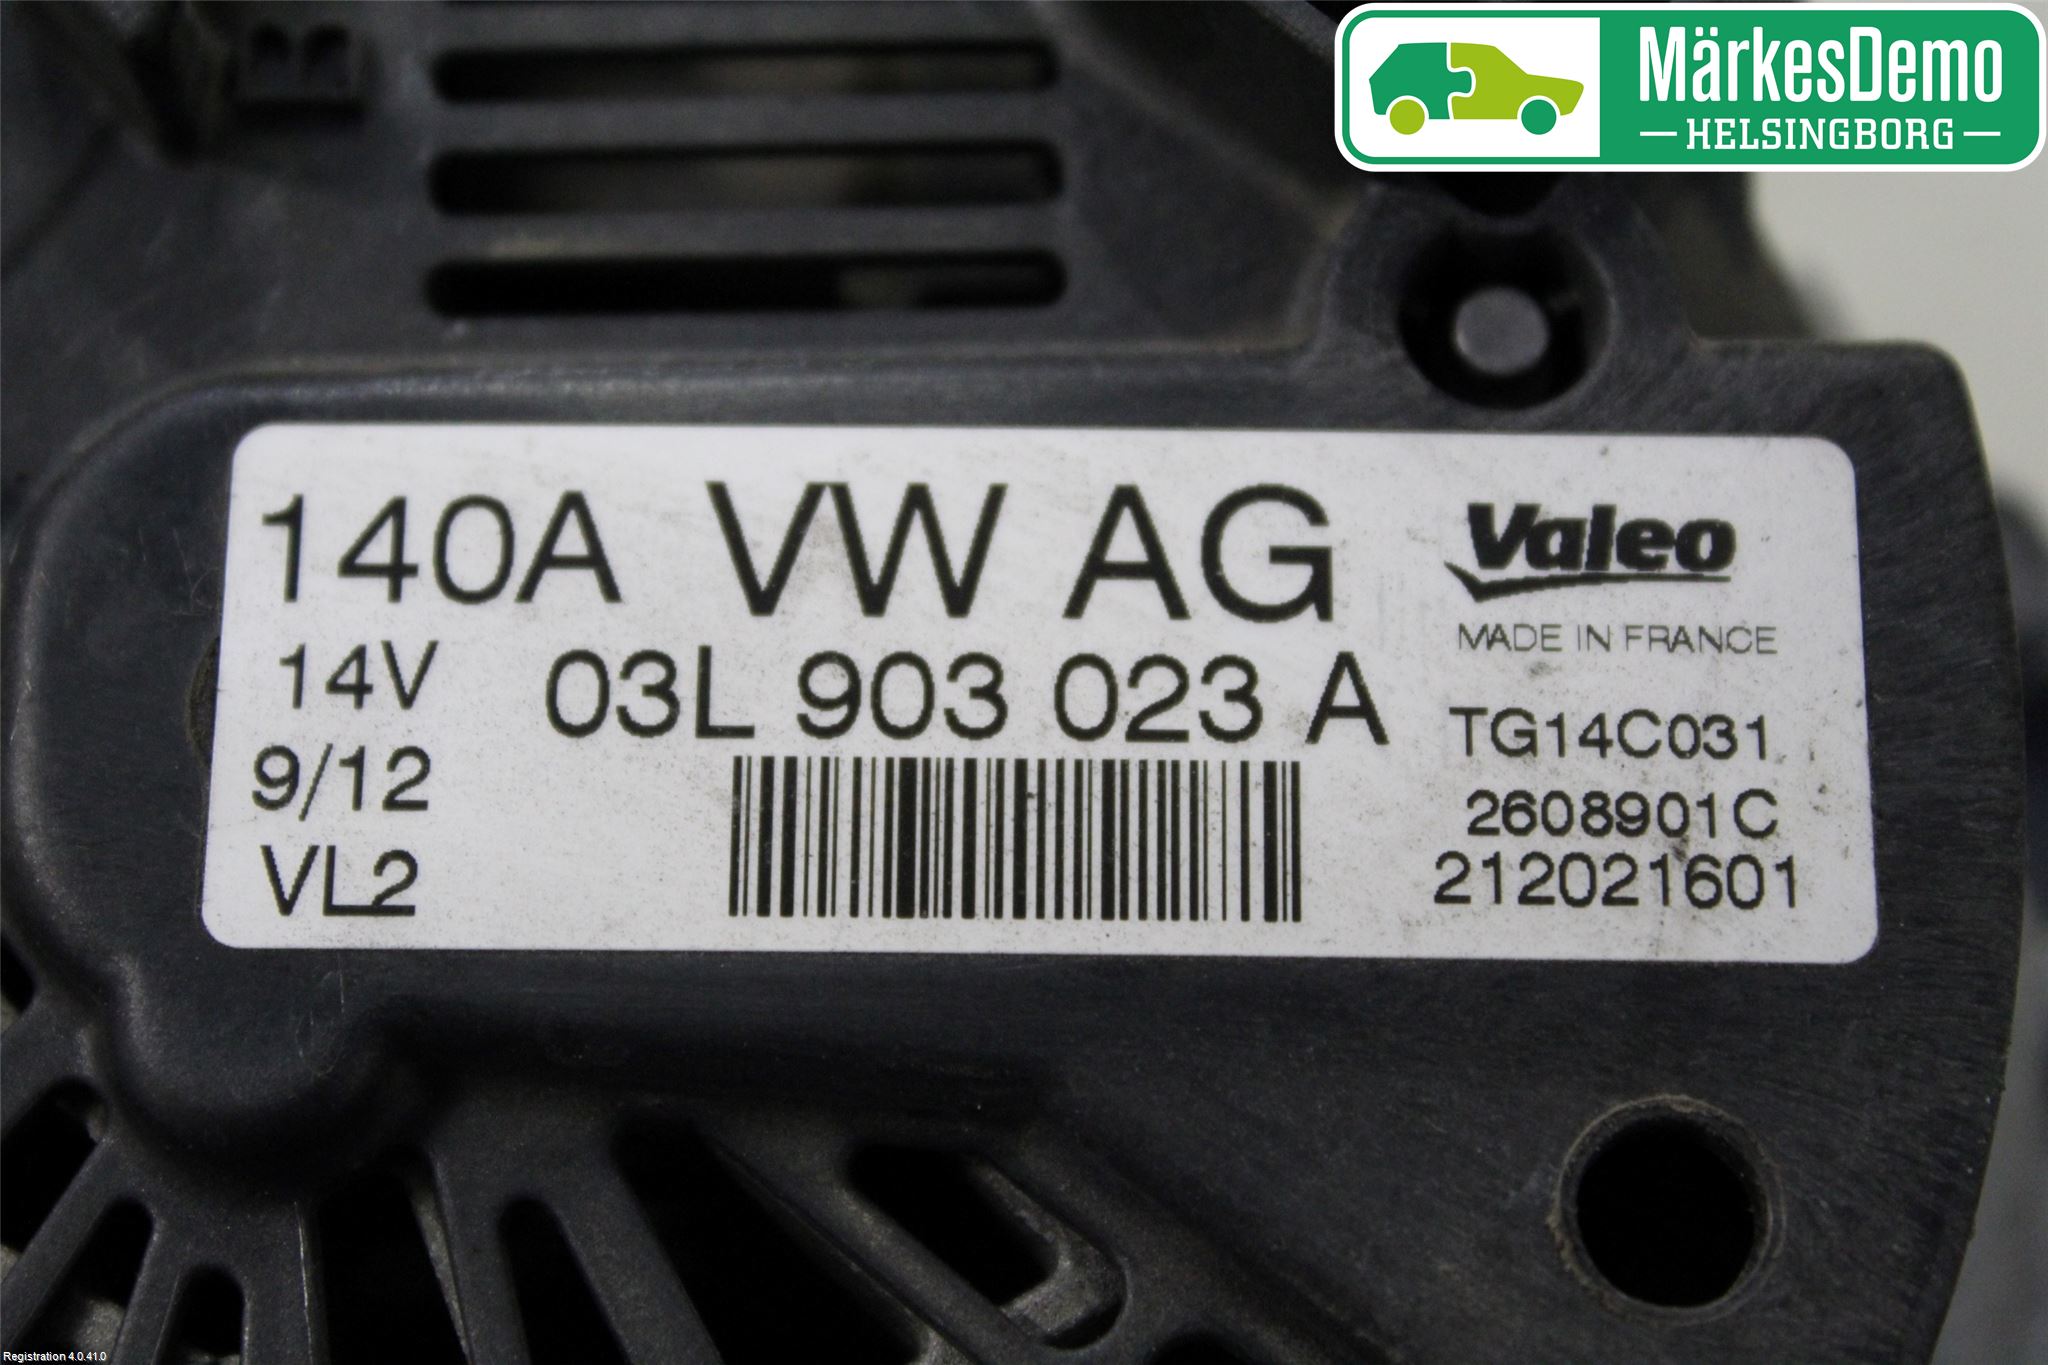 MärkesDemo
HELSINGBORG
140A VW AG
Valeo
MADE IN FRANCE
14V 03L 903 023 A
TG14C031
9/12
2608901C
VL2
212021601
Registration 4.0.41.0